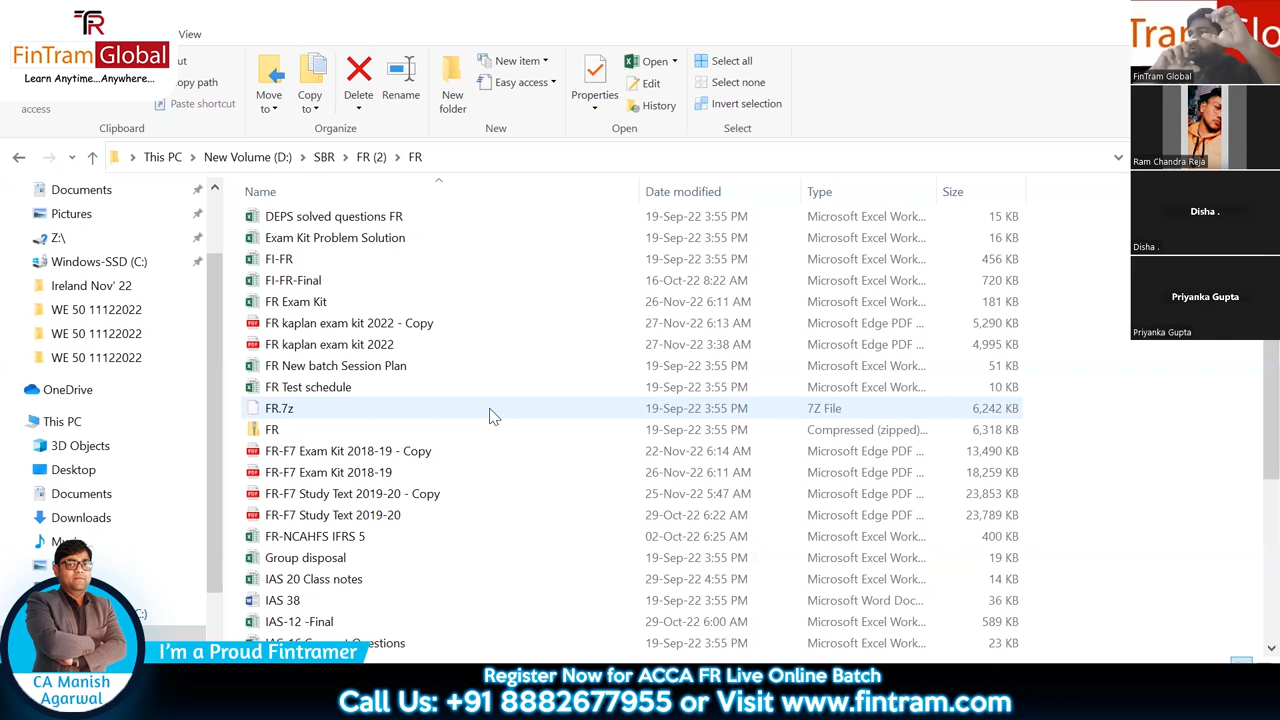 TR
FinTram Global
Learn Anytime...Anywhere...
View
ut
py path
Paste shortcut
access
Clipboard
Move to
Copy to
Delete
Rename
Organize
New folder
New item
Easy access
New
Properties
Open
Edit
History
Open
Select all
Select none
Invert selection
Select
This PC > New Volume (D:) > SBR > FR (2) > FR
Documents
Pictures
Z:\
Windows-SSD (C:)
Ireland Nov' 22
WE 50 11122022
WE 50 11122022
WE 50 11122022
OneDrive
This PC
3D Objects
Desktop
Documents
Downloads
C:)
Name Date modified Type Size
DEPS solved questions FR 19-Sep-22 3:55 PM Microsoft Excel Work... 15 KB
Exam Kit Problem Solution 19-Sep-22 3:55 PM Microsoft Excel Work... 16 KB
FI-FR 19-Sep-22 3:55 PM Microsoft Excel Work... 456 KB
FI-FR-Final 16-Oct-22 8:22 AM Microsoft Excel Work... 720 KB
FR Exam Kit 26-Nov-22 6:11 AM Microsoft Excel Work... 181 KB
FR kaplan exam kit 2022 - Copy 27-Nov-22 6:13 AM Microsoft Edge PDF ... 5,290 KB
FR kaplan exam kit 2022 27-Nov-22 3:38 AM Microsoft Edge PDF ... 4,995 KB
FR New batch Session Plan 19-Sep-22 3:55 PM Microsoft Excel Work... 51 KB
FR Test schedule 19-Sep-22 3:55 PM Microsoft Excel Work... 10 KB
FR.7z 19-Sep-22 3:55 PM 7Z File 6,242 KB
FR 19-Sep-22 3:55 PM Compressed (zipped)... 6,318 KB
FR-F7 Exam Kit 2018-19 - Copy 22-Nov-22 6:14 AM Microsoft Edge PDF ... 13,490 KB
FR-F7 Exam Kit 2018-19 26-Nov-22 6:11 AM Microsoft Edge PDF ... 18,259 KB
FR-F7 Study Text 2019-20 - Copy 25-Nov-22 5:47 AM Microsoft Edge PDF ... 23,853 KB
FR-F7 Study Text 2019-20 29-Oct-22 6:22 AM Microsoft Edge PDF ... 23,789 KB
FR-NCAHFS IFRS 5 02-Oct-22 6:25 AM Microsoft Excel Work... 400 KB
Group disposal 19-Sep-22 3:55 PM Microsoft Excel Work... 19 KB
IAS 20 Class notes 29-Sep-22 4:55 PM Microsoft Excel Work... 14 KB
IAS 38 19-Sep-22 3:55 PM Microsoft Word Doc... 36 KB
IAS-12 -Final 29-Oct-22 6:00 AM Microsoft Excel Work... 589 KB
19-Sep-22 3:55 PM Microsoft Excel Work... 23 KB
FinTram Global
Ram Chandra Reja
Disha .
Disha .
Priyanka Gupta
Priyanka Gupta
I'm a Proud Fintramer
CA Manish
Agarwal
Register Now for ACCA FR Live Online Batch
Call Us: +91 8882677955 or Visit www.fintram.com